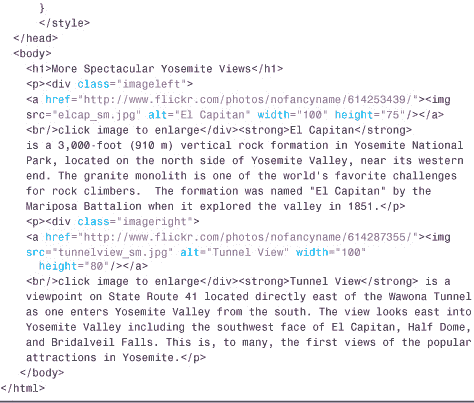 }
</style>
</head>
<body>
<h1>More Spectacular Yosemite Views</h1>
<p><div class="imageleft">
<a href="http://www.flickr.com/photos/nofancyname/614253439/"><img
src="elcap_sm.jpg" alt="El Capitan" width="100" height="75"/></a>
<br/>click image to enlarge</div><strong>El Capitan</strong>
is a 3,000-foot (910 m) vertical rock formation in Yosemite National
Park, located on the north side of Yosemite Valley, near its western
end. The granite monolith is one of the world's favorite challenges
for rock climbers.  The formation was named "El Capitan" by the
Mariposa Battalion when it explored the valley in 1851.</p>
<p><div class="imageright">
<a href="http://www.flickr.com/photos/nofancyname/614287355/"><img
src="tunnelview_sm.jpg" alt="Tunnel View" width="100"
height="80"/></a>
<br/>click image to enlarge</div><strong>Tunnel View</strong> is a
viewpoint on State Route 41 located directly east of the Wawona Tunnel
as one enters Yosemite Valley from the south. The view looks east into
Yosemite Valley including the southwest face of El Capitan, Half Dome,
and Bridalveil Falls. This is, to many, the first views of the popular
attractions in Yosemite.</p>
</body>
</html>